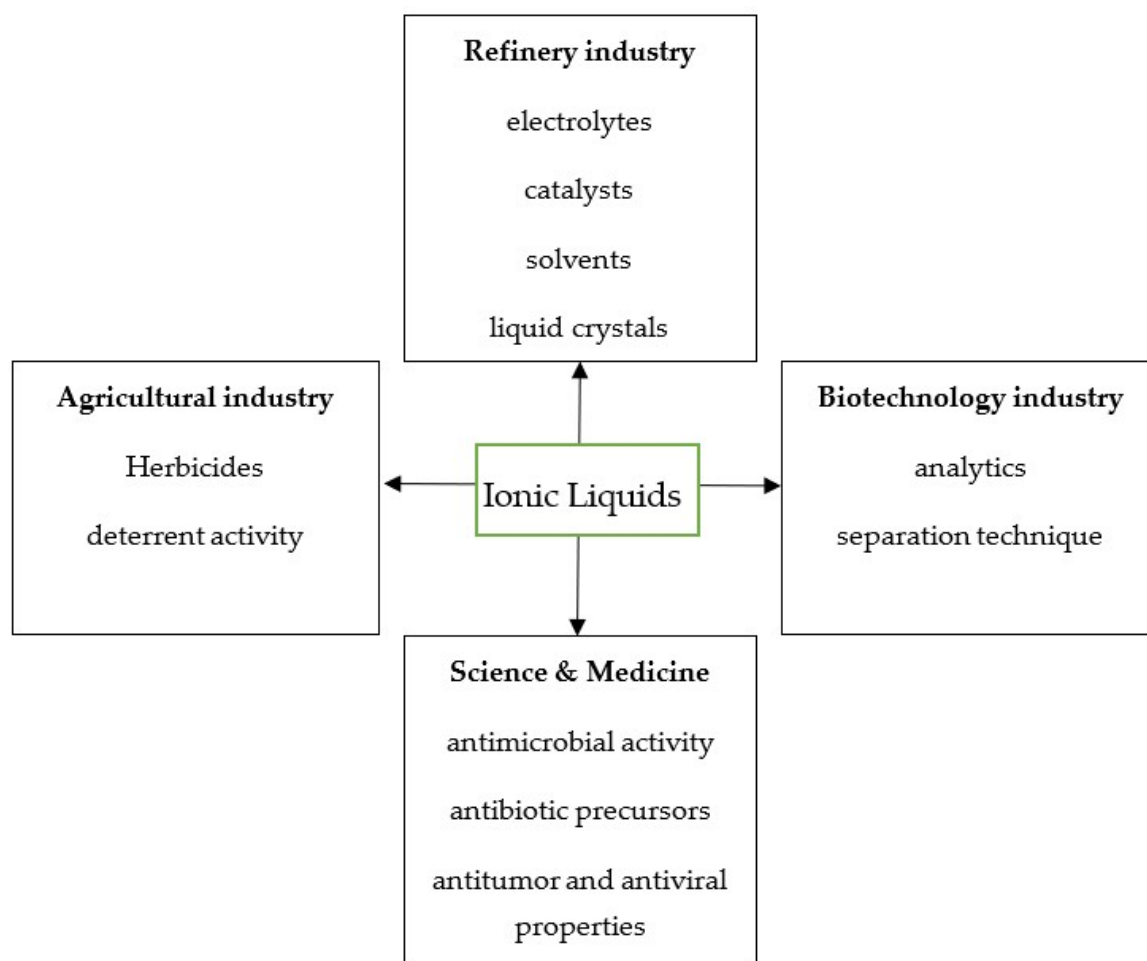 Refinery industry
electrolytes
catalysts
solvents
liquid crystals
Agricultural industry
Herbicides
deterrent activity
Ionic Liquids
Biotechnology industry
analytics
separation technique
Science & Medicine
antimicrobial activity
antibiotic precursors
antitumor and antiviral
properties